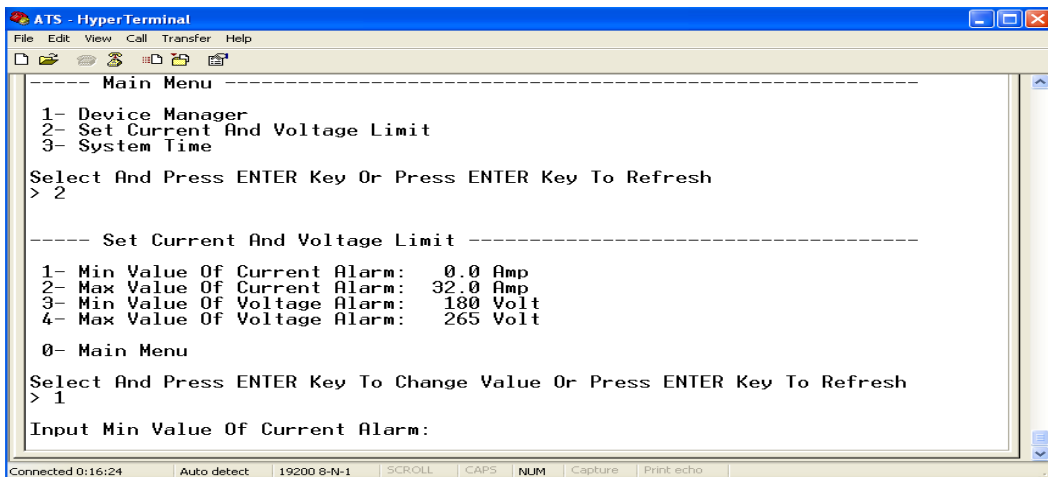 ATS - HyperTerminal
File Edit View Call Transfer Help
----- Main Menu --------------------------------------------------
1- Device Manager
2- Set Current And Voltage Limit
3- System Time
Select And Press ENTER Key Or Press ENTER Key To Refresh
> 2
----- Set Current And Voltage Limit --------------------------------
1- Min Value Of Current Alarm: 0.0 Amp
2- Max Value Of Current Alarm: 32.0 Amp
3- Min Value Of Voltage Alarm: 180 Volt
4- Max Value Of Voltage Alarm: 265 Volt
0- Main Menu
Select And Press ENTER Key To Change Value Or Press ENTER Key To Refresh
> 1
Input Min Value Of Current Alarm:
Connected 0:16:24 Auto detect 19200 8-N-1 SCROLL CAPS NUM Capture Print echo